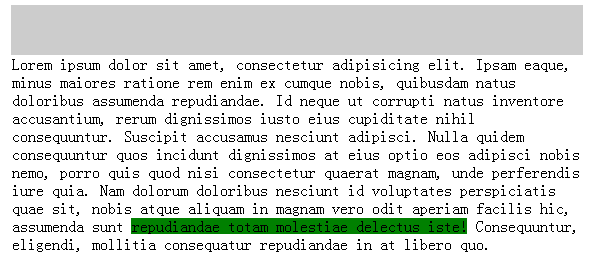 Lorem ipsum dolor sit amet, consectetur adipisicing elit. Ipsam eaque,
minus maiores ratione rem enim ex cumque nobis, quibusdam natus
doloribus assumenda repudiandae. Id neque ut corrupti natus inventore
accusantium, rerum dignissimos iusto eius cupiditate nihil
consequuntur. Suscipit accusamus nesciunt adipisci. Nulla quidem
consequuntur quos incidunt dignissimos at eius optio eos adipisci nobis
nemo, porro quis quod nisi consectetur quaerat magnam, unde perferendis
iure quia. Nam dolorum doloribus nesciunt id voluptates perspiciatis
quae sit, nobis atque aliquam in magnam vero odit aperiam facilis hic,
assumenda sunt repudiandae totam molestiae delectus iste! Consequuntur,
eligendi, mollitia consequatur repudiandae in at libero quo.